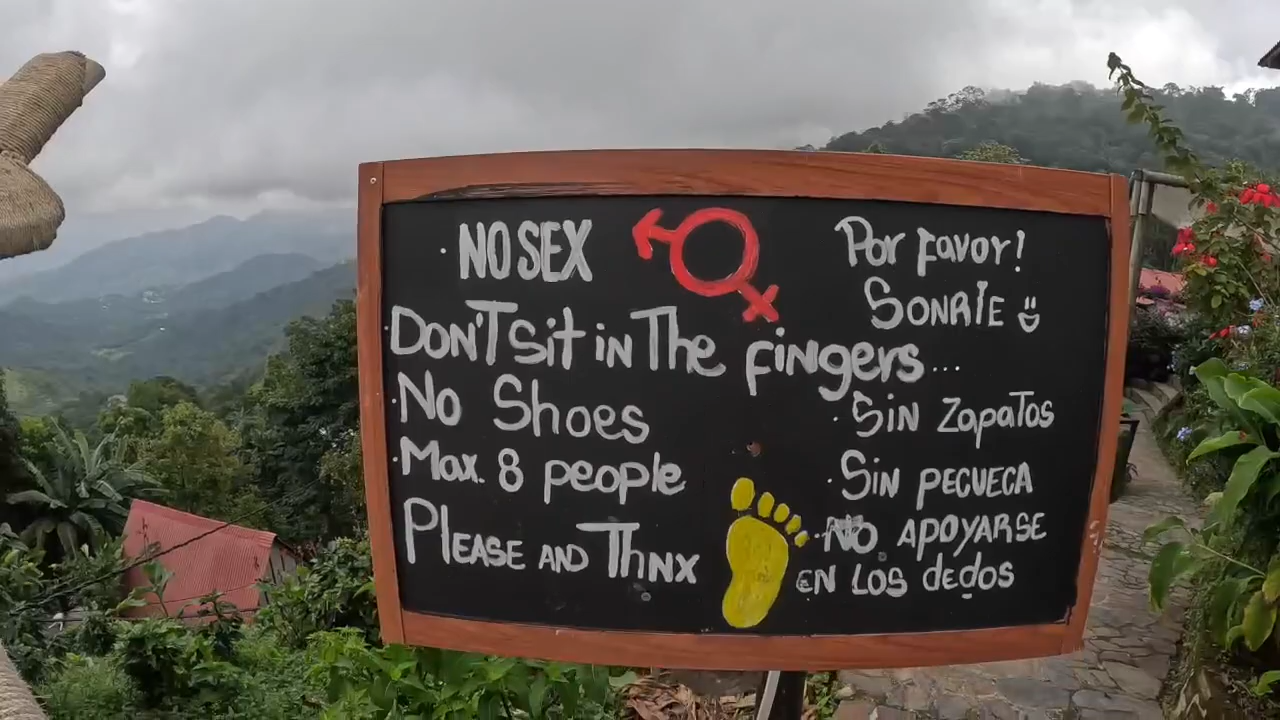 · NO SEX
· DON'T Sit in The fingers...
· No Shoes
· Max. 8 people
PLEASE AND Thnx
Por favor!
SONRIE
· Sin zapatos
· Sin PECUECA
· No APOYARSE
EN LOS dedos